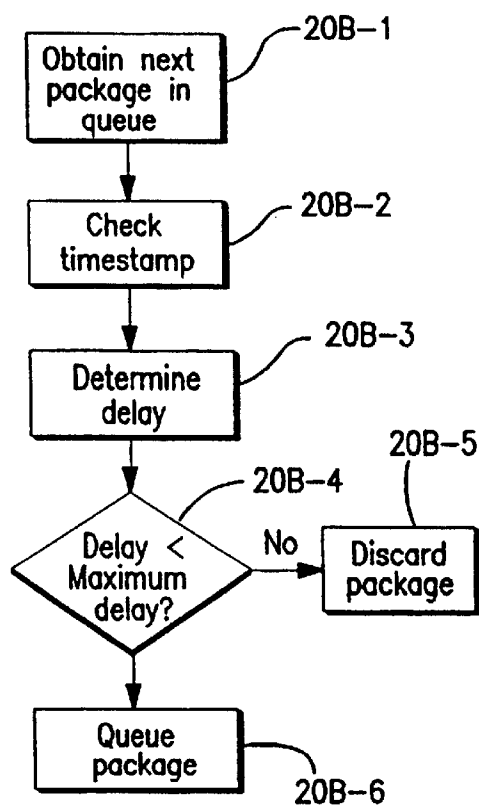 20B-1
Obtain next
package in
queue
20B-2
Check
timestamp
20B-3
Determine
delay
20B-5
20B-4
Delay <
Maximum
delay?
No
Discard
package
Queue
package
20B-6